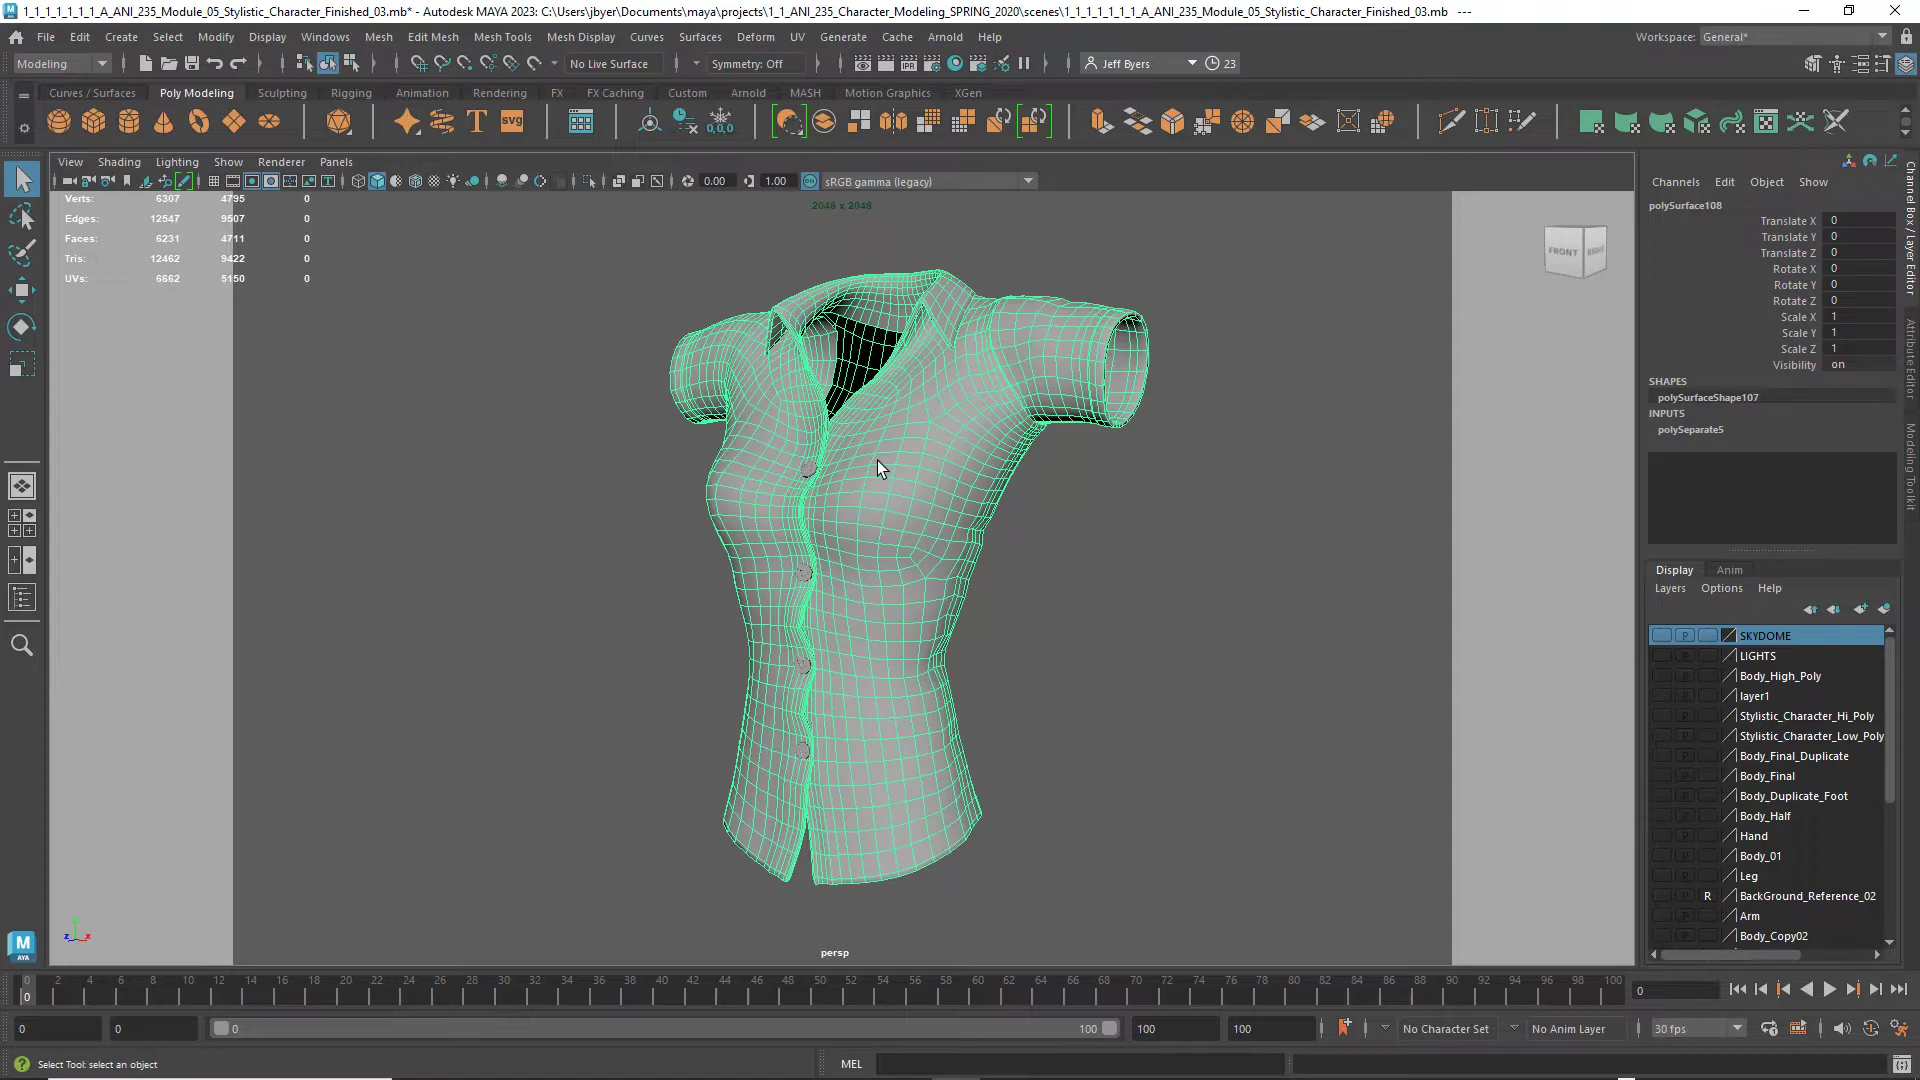 1_1_1_1_1_1_1_A_ANI_235_Module_05_Stylistic_Character_Finished_03.mb* - Autodesk MAYA 2023: C:\Users\jbyer\Documents\maya\projects\1_1_ANI_235_Character_Modeling_SPRING_2020\scenes\1_1_1_1_1_1_1_A_ANI_235_Module_05_Stylistic_Character_Finished_03.mb ---
File Edit Create Select Modify Display Windows Mesh Edit Mesh Mesh Tools Mesh Display Curves Surfaces Deform UV Generate Cache Arnold Help Workspace: General*
Modeling No Live Surface Symmetry: Off IPR Jeff Byers 23
Curves / Surfaces Poly Modeling Sculpting Rigging Animation Rendering FX FX Caching Custom Arnold MASH Motion Graphics XGen
T SVG 0,0,0
View Shading Lighting Show Renderer Panels
0.00 1.00 ON sRGB gamma (legacy)
Verts: 6307 4795 0
Edges: 12547 9507 0
Faces: 6231 4711 0
Tris: 12462 9422 0
UVs: 6662 5150 0
2048 x 2048
FRONT RIGHT
persp
z x
Channels Edit Object Show
polySurface108
Translate X 0
Translate Y 0
Translate Z 0
Rotate X 0
Rotate Y 0
Rotate Z 0
Scale X 1
Scale Y 1
Scale Z 1
Visibility on
SHAPES
polySurfaceShape107
INPUTS
polySeparate5
Channel Box / Layer Editor
Attribute Editor
Modeling Toolkit
Display Anim
Layers Options Help
P SKYDOME
P LIGHTS
P Body_High_Poly
P layer1
P Stylistic_Character_Hi_Poly
P Stylistic_Character_Low_Poly
P Body_Final_Duplicate
P Body_Final
P Body_Duplicate_Foot
P Body_Half
P Hand
P Body_01
P Leg
P R BackGround_Reference_02
P Arm
P Body_Copy02
M
AYA
0 2 4 6 8 10 12 14 16 18 20 22 24 26 28 30 32 34 36 38 40 42 44 46 48 50 52 54 56 58 60 62 64 66 68 70 72 74 76 78 80 82 84 86 88 90 92 94 96 98 100
0
0
0 0 0 100 100 100 No Character Set No Anim Layer 30 fps
Select Tool: select an object MEL